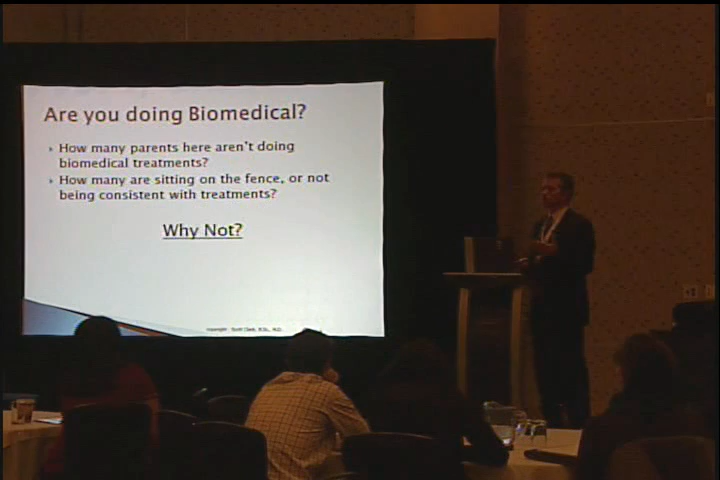 Are you doing Biomedical?
How many parents here aren't doing
biomedical treatments?
How many are sitting on the fence, or not
being consistent with treatments?
Why Not?